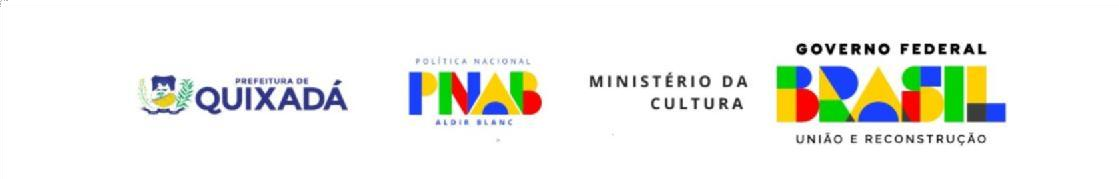 PREFEITURA DE
QUIXADÁ
POLÍTICA NACIONAL
PNAB
ALDIR BLANC
MINISTÉRIO DA
CULTURA
GOVERNO FEDERAL
BRASIL
UNIÃO E RECONSTRUÇÃO